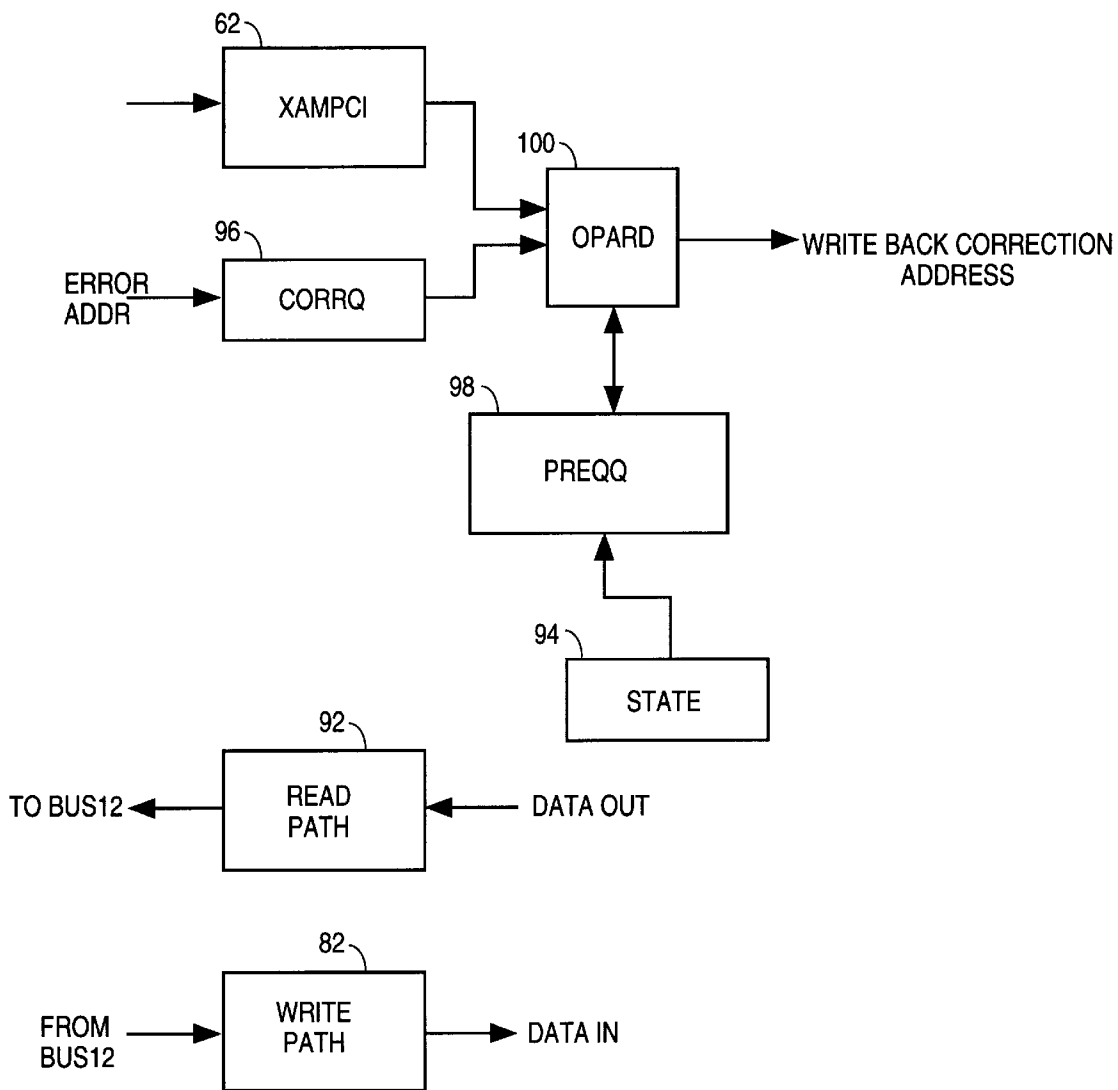 62
XAMPCI
100
OPARD
WRITE BACK CORRECTION
ADDRESS
96
ERROR
ADDR
CORRQ
98
PREQQ
94
STATE
92
TO BUS12
READ
PATH
DATA OUT
82
FROM
BUS12
WRITE
PATH
DATA IN